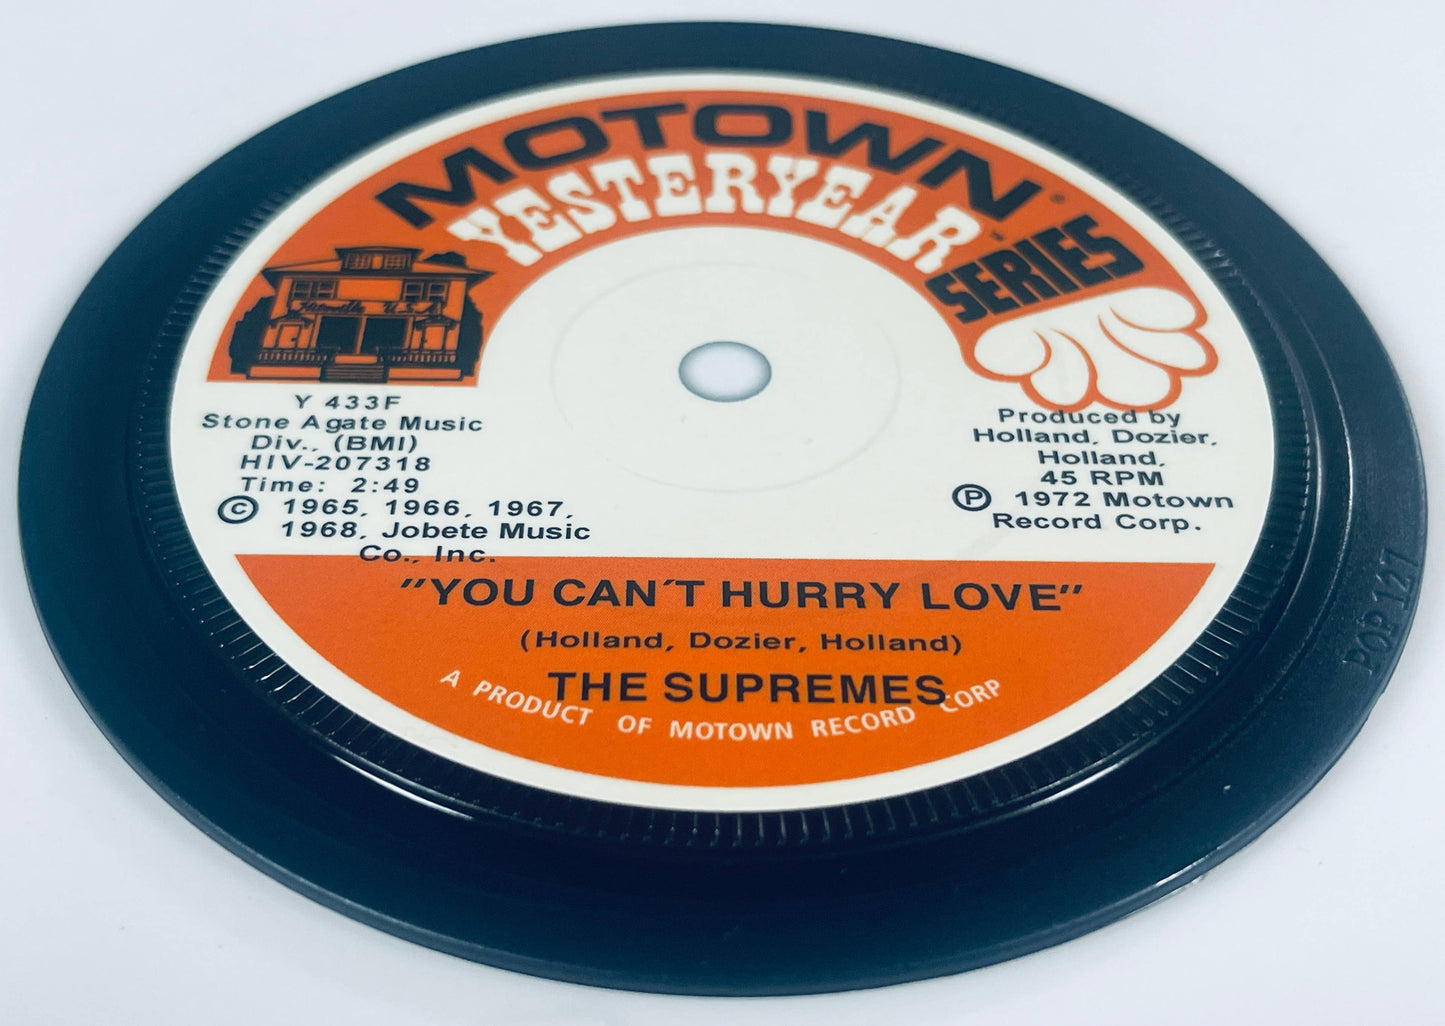 MOTOWN®
YESTERYEAR™
SERIES
Hitsville U.S.A.
Y 433F
Stone Agate Music
Div., (BMI)
HIV-207318
Time: 2:49
© 1965, 1966, 1967,
1968, Jobete Music
Co., Inc.
Produced by
Holland, Dozier,
Holland,
45 RPM
℗ 1972 Motown
Record Corp.
"YOU CAN'T HURRY LOVE"
(Holland, Dozier, Holland)
THE SUPREMES
A PRODUCT OF MOTOWN RECORD CORP
POP 127